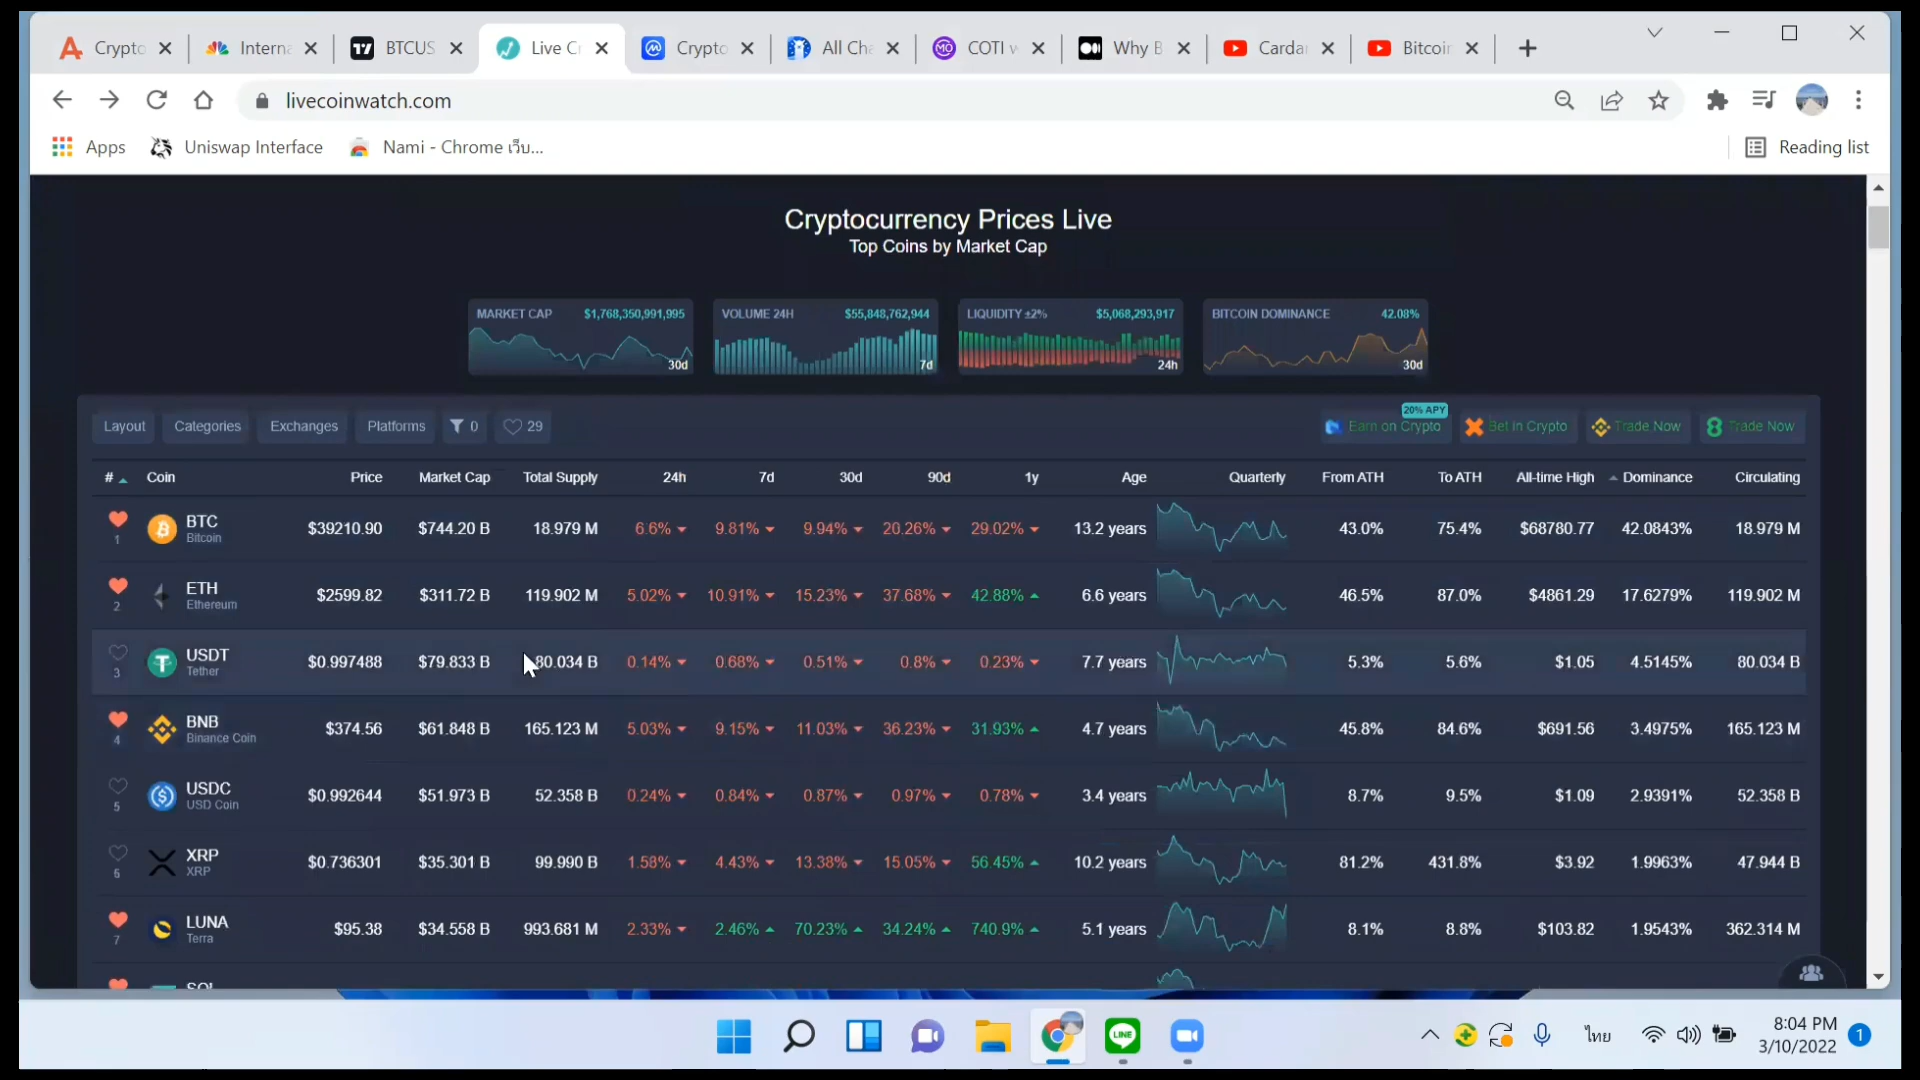 Crypto
Interna
BTCUS
Live C
Crypto
All Cha
COTI w
Why B
Cardar
Bitcoin
livecoinwatch.com
Apps
Uniswap Interface
Nami - Chrome เว็บ...
Reading list
Cryptocurrency Prices Live
Top Coins by Market Cap
MARKET CAP $1,768,350,991,995
30d
VOLUME 24H $55,848,762,944
7d
LIQUIDITY ±2% $5,068,293,917
24h
BITCOIN DOMINANCE 42.08%
30d
Layout Categories Exchanges Platforms 0 29
20% APY
Earn on Crypto Bet in Crypto Trade Now Trade Now
# Coin Price Market Cap Total Supply 24h 7d 30d 90d 1y Age Quarterly From ATH To ATH All-time High Dominance Circulating
1 BTC Bitcoin $39210.90 $744.20 B 18.979 M 6.6% 9.81% 9.94% 20.26% 29.02% 13.2 years 43.0% 75.4% $68780.77 42.0843% 18.979 M
2 ETH Ethereum $2599.82 $311.72 B 119.902 M 5.02% 10.91% 15.23% 37.68% 42.88% 6.6 years 46.5% 87.0% $4861.29 17.6279% 119.902 M
3 USDT Tether $0.997488 $79.833 B 80.034 B 0.14% 0.68% 0.51% 0.8% 0.23% 7.7 years 5.3% 5.6% $1.05 4.5145% 80.034 B
4 BNB Binance Coin $374.56 $61.848 B 165.123 M 5.03% 9.15% 11.03% 36.23% 31.93% 4.7 years 45.8% 84.6% $691.56 3.4975% 165.123 M
5 USDC USD Coin $0.992644 $51.973 B 52.358 B 0.24% 0.84% 0.87% 0.97% 0.78% 3.4 years 8.7% 9.5% $1.09 2.9391% 52.358 B
6 XRP XRP $0.736301 $35.301 B 99.990 B 1.58% 4.43% 13.38% 15.05% 56.45% 10.2 years 81.2% 431.8% $3.92 1.9963% 47.944 B
7 LUNA Terra $95.38 $34.558 B 993.681 M 2.33% 2.46% 70.23% 34.24% 740.9% 5.1 years 8.1% 8.8% $103.82 1.9543% 362.314 M
SOL
ไทย
8:04 PM
3/10/2022
1